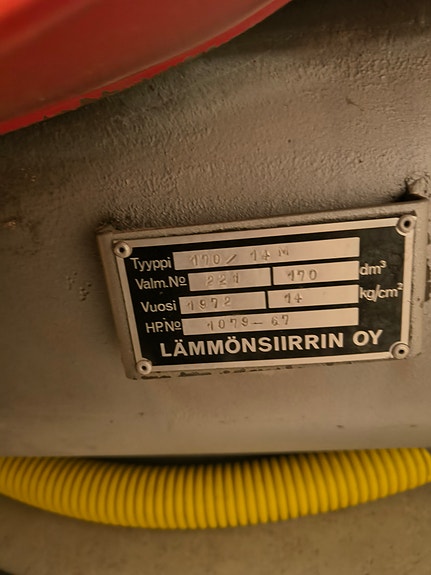 Tyyppi 170/ 14 M
Valm.No 221 170 dm³
Vuosi 1972 14 kg/cm²
HP.No 1079-67
LÄMMÖNSIIRRIN OY